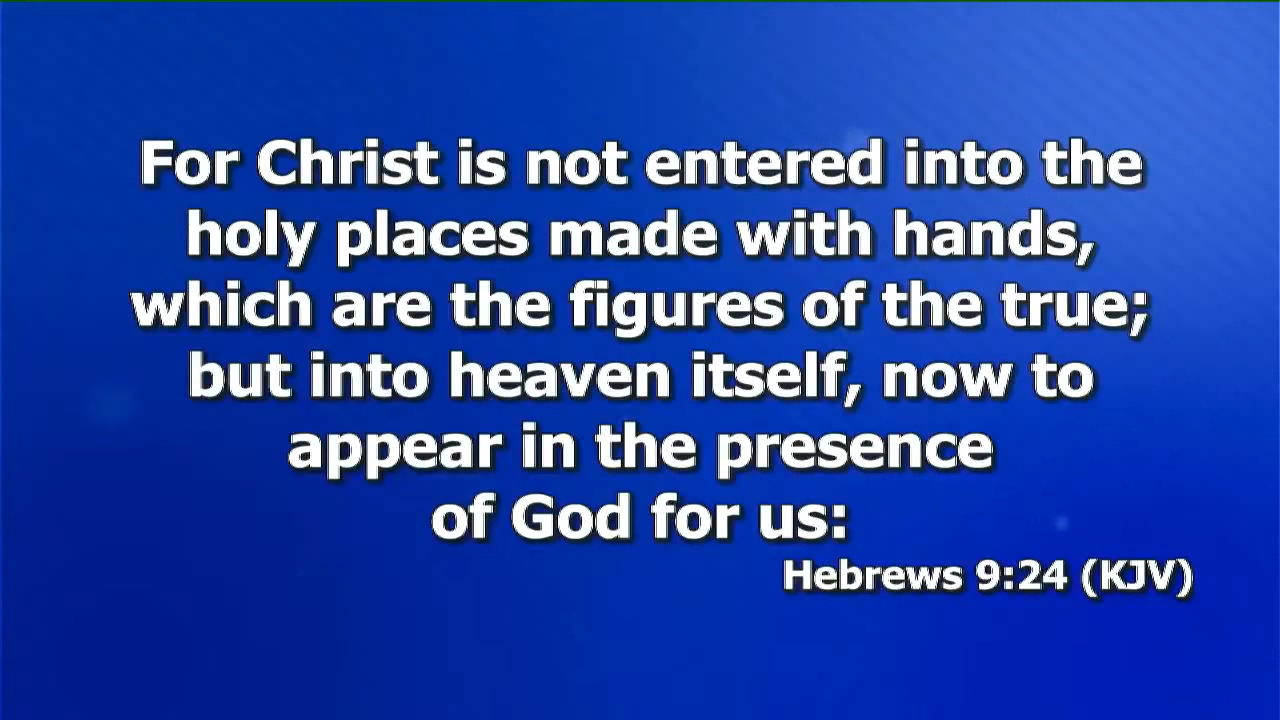 For Christ is not entered into the
holy places made with hands,
which are the figures of the true;
but into heaven itself, now to
appear in the presence
of God for us:
Hebrews 9:24 (KJV)